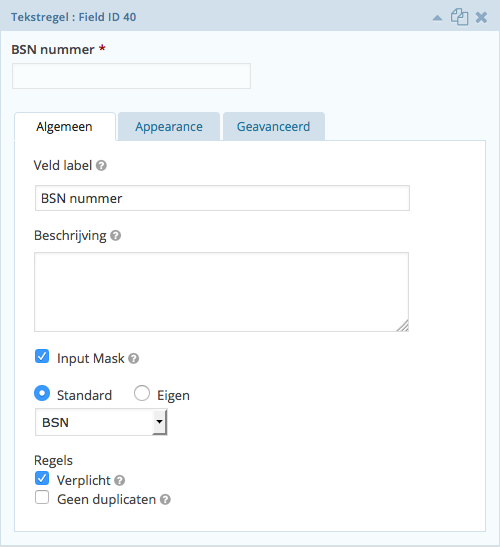 Tekstregel : Field ID 40
BSN nummer *
Algemeen Appearance Geavanceerd
Veld label ?
BSN nummer
Beschrijving ?
Input Mask ?
Standard Eigen
BSN
Regels
Verplicht ?
Geen duplicaten ?